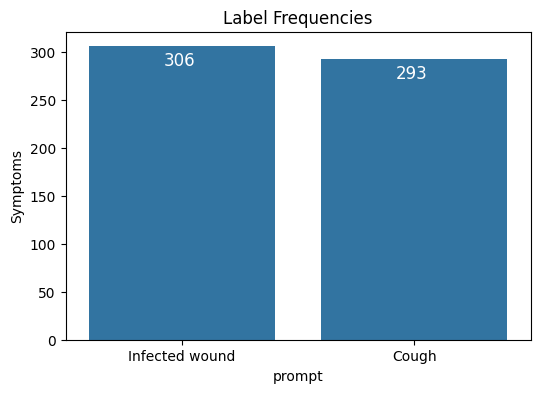 Label Frequencies
300
250
200
150
100
50
0
Symptoms
306
293
Infected wound
Cough
prompt